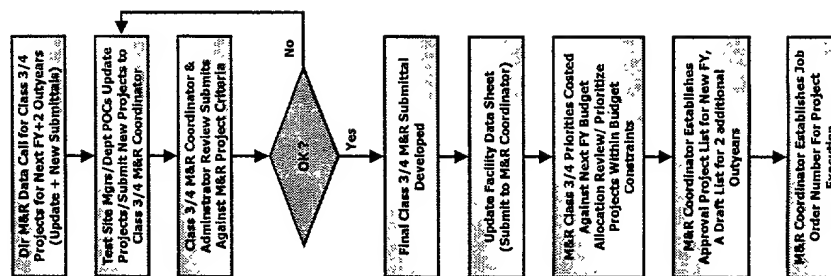 Dir M&R Data Call for Class 3/4
Projects for Next FY+2 Outyears
(Update + New Submittals)
Test Site Mgrs/Dept POCs Update
Projects/Submit New Projects to
Class 3/4 M&R Coordinator
Class 3/4 M&R Coordinator &
Administrator Review Submits
Against M&R Project Criteria
No
OK?
Yes
Final Class 3/4 M&R Submittal
Developed
Update Facility Data Sheet
(Submit to M&R Coordinator)
M&R Class 3/4 Priorities Costed
Against Next FY Budget
Allocation Review/ Prioritize
Projects Within Budget
Constraints
M&R Coordinator Establishes
Approval Project List for New FY,
A Draft List for 2 additional
Outyears
M&R Coordinator Establishes Job
Order Number For Project